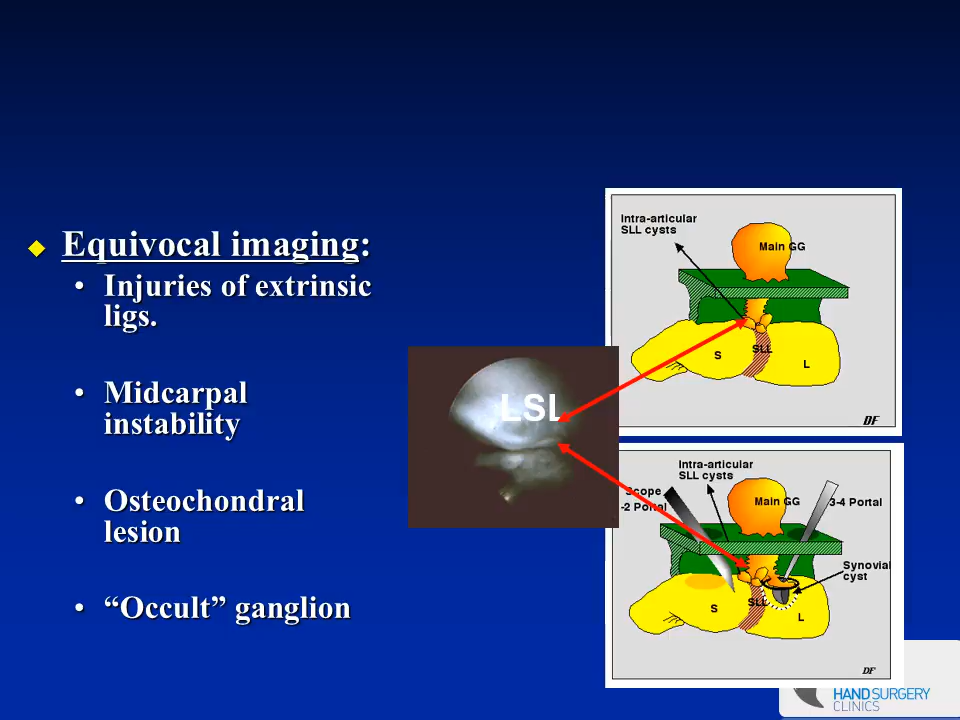 Equivocal imaging:
• Injuries of extrinsic
ligs.
• Midcarpal
instability
• Osteochondral
lesion
• “Occult” ganglion
LSL
Intra-articular
SLL cysts
Main GG
S
SLL
L
DF
Intra-articular
SLL cysts
Scope
-2 Portal
Main GG
3-4 Portal
Synovial
cyst
S
SLL
L
DF
HANDSURGERY
CLINICS